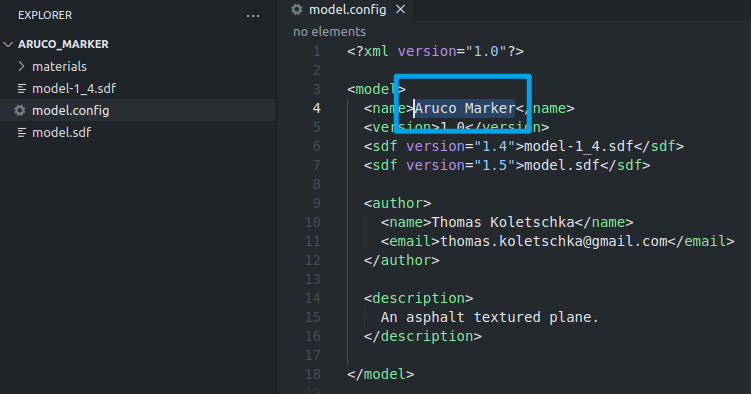 EXPLORER
ARUCO_MARKER
materials
model-1_4.sdf
model.config
model.sdf
model.config
no elements
1 <?xml version="1.0"?>
2
3 <model>
4 <name>Aruco Marker</name>
5 <version>1.0</version>
6 <sdf version="1.4">model-1_4.sdf</sdf>
7 <sdf version="1.5">model.sdf</sdf>
8
9 <author>
10 <name>Thomas Koletschka</name>
11 <email>thomas.koletschka@gmail.com</email>
12 </author>
13
14 <description>
15 An asphalt textured plane.
16 </description>
17
18 </model>
19